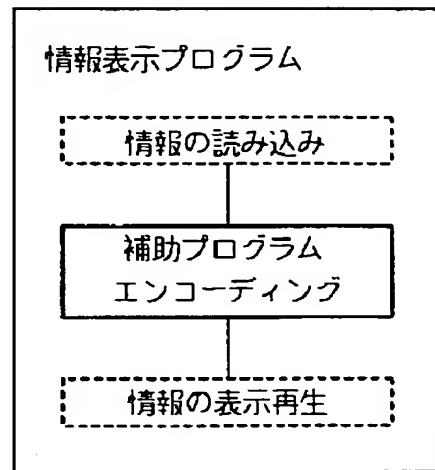 情報表示プログラム
情報の読み込み
補助プログラム
エンコーディング
情報の表示再生